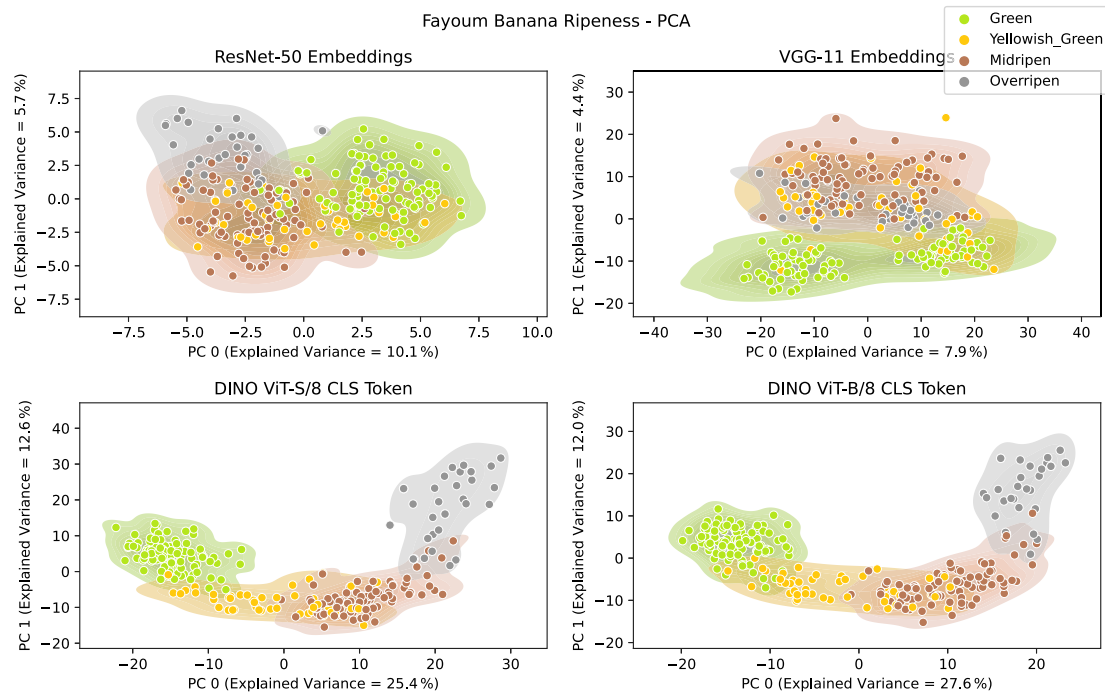 Fayoum Banana Ripeness - PCA
Green
Yellowish_Green
Midripen
Overripen
ResNet-50 Embeddings
PC 1 (Explained Variance = 5.7 %)
7.5
5.0
2.5
0.0
−2.5
−5.0
−7.5
−7.5 −5.0 −2.5 0.0 2.5 5.0 7.5 10.0
PC 0 (Explained Variance = 10.1 %)
VGG-11 Embeddings
PC 1 (Explained Variance = 4.4 %)
30
20
10
0
−10
−20
−40 −30 −20 −10 0 10 20 30 40
PC 0 (Explained Variance = 7.9 %)
DINO ViT-S/8 CLS Token
PC 1 (Explained Variance = 12.6 %)
40
30
20
10
0
−10
−20
−20 −10 0 10 20 30
PC 0 (Explained Variance = 25.4 %)
DINO ViT-B/8 CLS Token
PC 1 (Explained Variance = 12.0 %)
30
20
10
0
−10
−20
−20 −10 0 10 20
PC 0 (Explained Variance = 27.6 %)